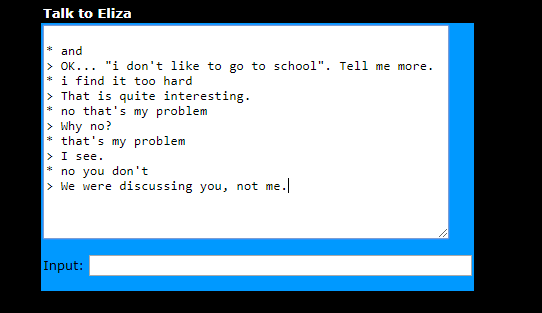 Talk to Eliza
* and
> OK... "i don't like to go to school". Tell me more.
* i find it too hard
> That is quite interesting.
* no that's my problem
> Why no?
* that's my problem
> I see.
* no you don't
> We were discussing you, not me.
Input: